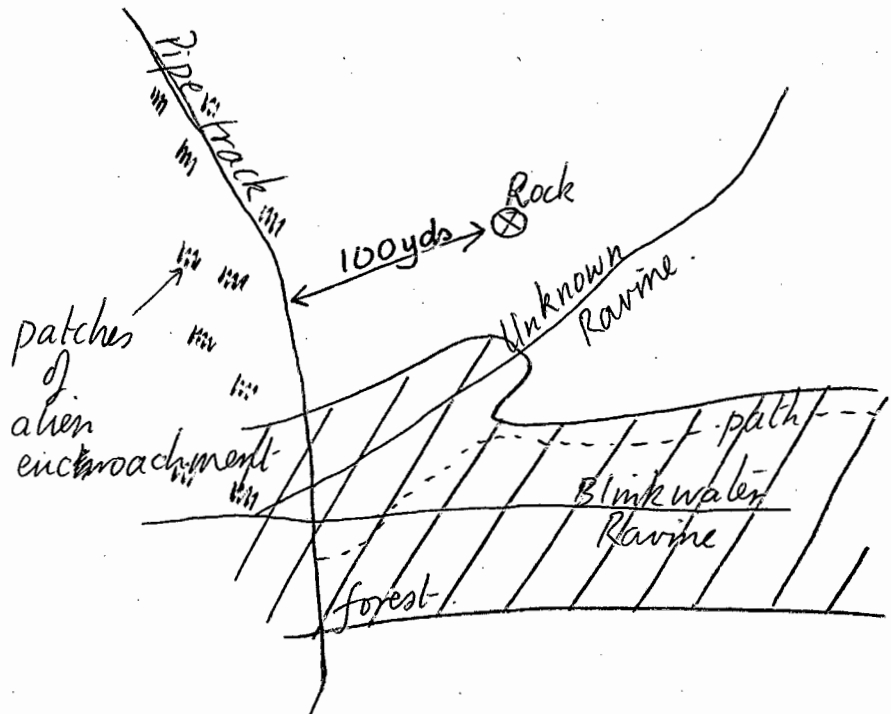 Pipe track
Rock
100yds
Unknown
Ravine.
patches
of
alien
encroachment
path
Blinkwater
Ravine
forest